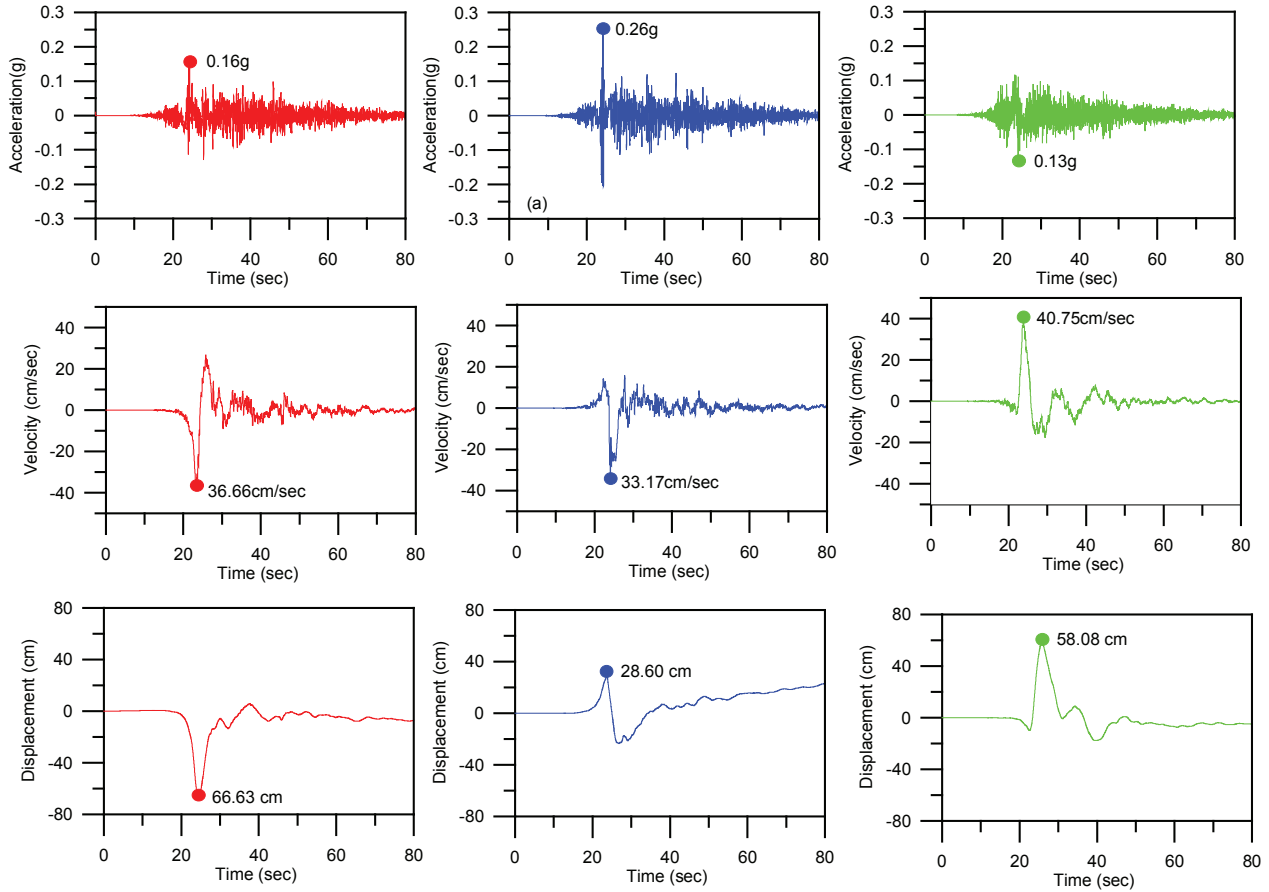 0.3
0.2
0.1
0
-0.1
-0.2
-0.3
Acceleration(g)
0.16g
0 20 40 60 80
Time (sec)
0.3
0.2
0.1
0
-0.1
-0.2
-0.3
Acceleration(g)
0.26g
(a)
0 20 40 60 80
Time (sec)
0.3
0.2
0.1
0
-0.1
-0.2
-0.3
Acceleration(g)
0.13g
0 20 40 60 80
Time (sec)
40
20
0
-20
-40
Velocity (cm/sec)
36.66cm/sec
0 20 40 60 80
Time (sec)
40
20
0
-20
-40
Velocity (cm/sec)
33.17cm/sec
0 20 40 60 80
Time (sec)
40
20
0
-20
-40
Velocity (cm/sec)
40.75cm/sec
0 20 40 60 80
Time (sec)
80
40
0
-40
-80
Displacement (cm)
66.63 cm
0 20 40 60 80
Time (sec)
80
40
0
-40
-80
Displacement (cm)
28.60 cm
0 20 40 60 80
Time (sec)
80
40
0
-40
-80
Displacement (cm)
58.08 cm
0 20 40 60 80
Time (sec)